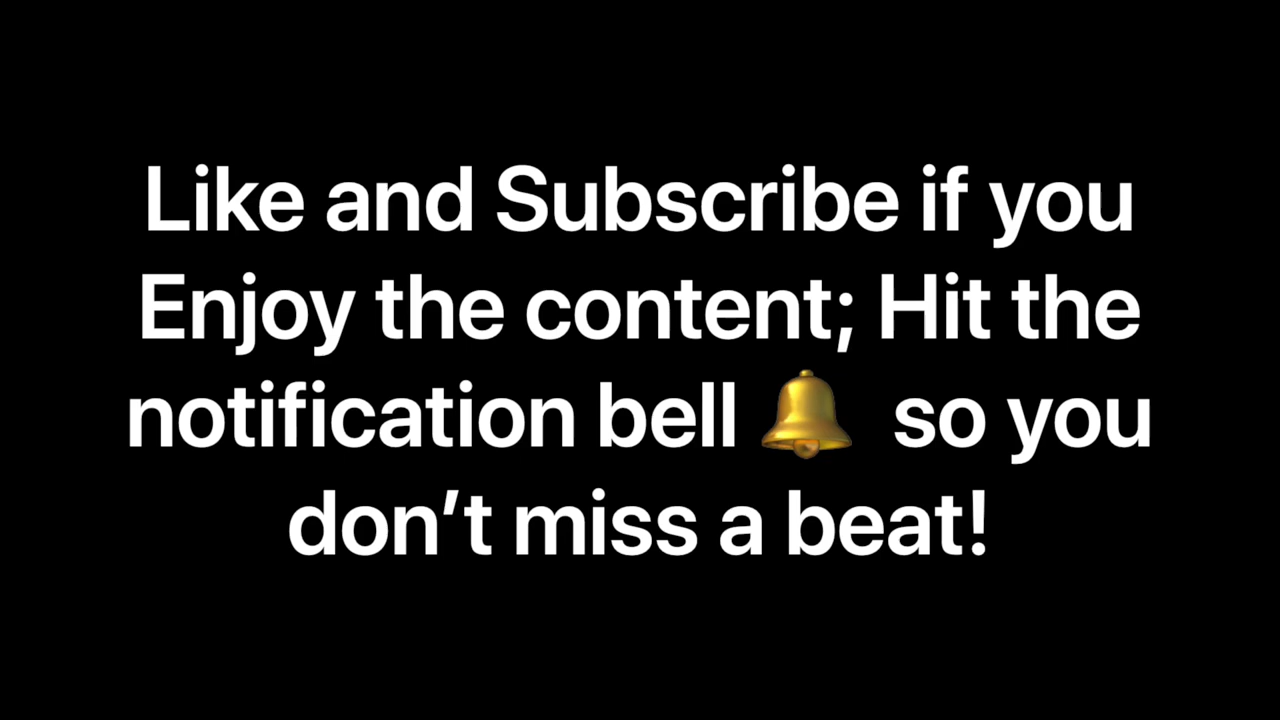 Like and Subscribe if you
Enjoy the content; Hit the
notification bell 🔔 so you
don’t miss a beat!